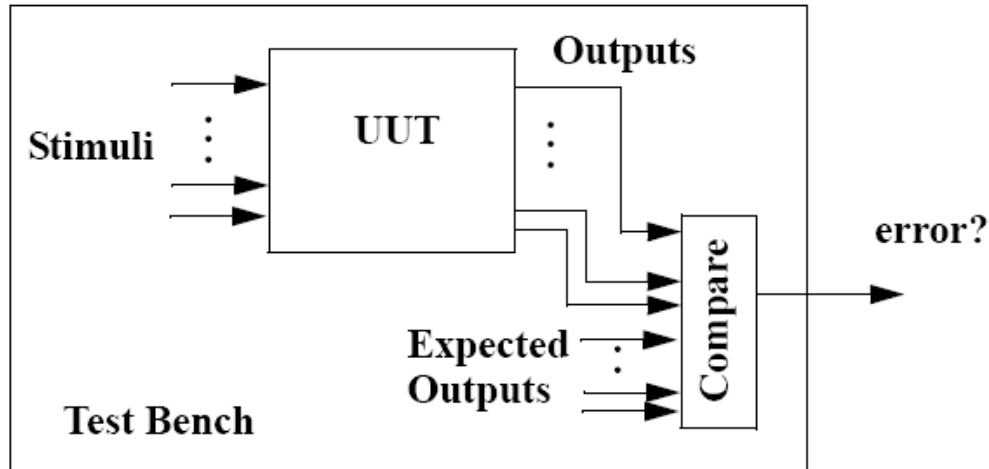 Outputs
UUT
Stimuli
error?
Compare
Expected
Outputs
Test Bench